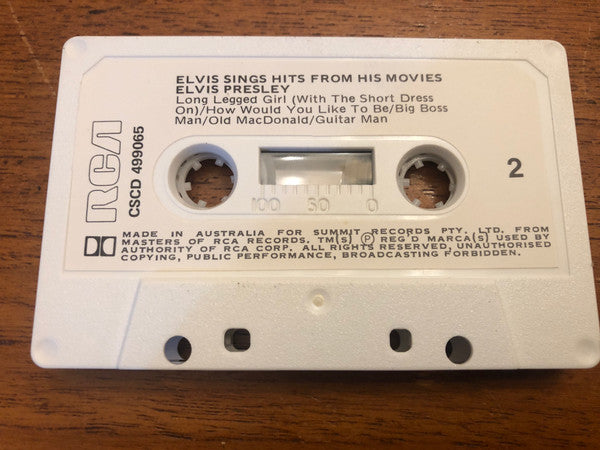 ELVIS SINGS HITS FROM HIS MOVIES
ELVIS PRESLEY
Long Legged Girl (With The Short Dress
On)/How Would You Like To Be/Big Boss
Man/Old MacDonald/Guitar Man
RCA
CSCD 499065
2
100 50 0
MADE IN AUSTRALIA FOR SUMMIT RECORDS PTY. LTD. FROM
MASTERS OF RCA RECORDS. TM(S) Ⓟ REG'D MARCA(S) USED BY
AUTHORITY OF RCA CORP. ALL RIGHTS RESERVED, UNAUTHORISED
COPYING, PUBLIC PERFORMANCE, BROADCASTING FORBIDDEN.